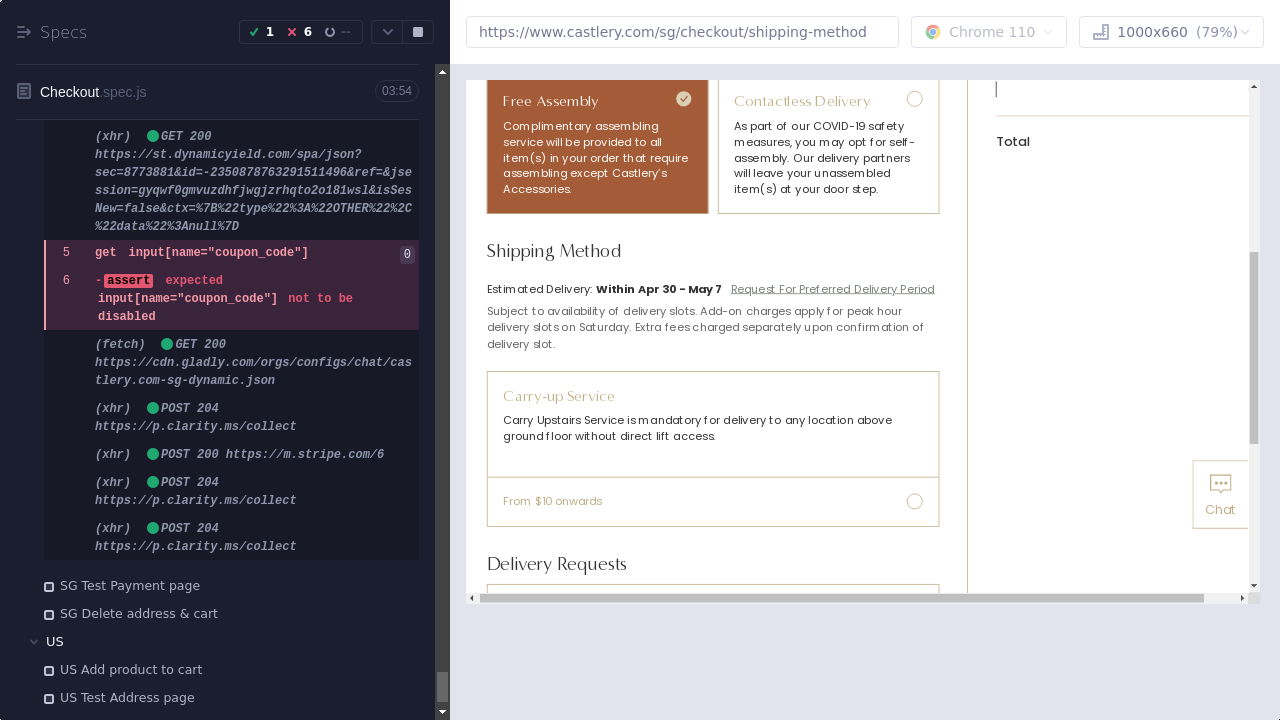 Specs
1 6 --
Checkout.spec.js 03:54
(xhr) GET 200
https://st.dynamicyield.com/spa/json?
sec=8773881&id=-2350878763291511496&ref=&jse
ssion=gyqwf0gmvuzdhfjwgjzrhqto2o181wsl&isSes
New=false&ctx=%7B%22type%22%3A%22OTHER%22%2C
%22data%22%3Anull%7D
5 get input[name="coupon_code"] 0
6 -assert expected
input[name="coupon_code"] not to be
disabled
(fetch) GET 200
https://cdn.gladly.com/orgs/configs/chat/cas
tlery.com-sg-dynamic.json
(xhr) POST 204
https://p.clarity.ms/collect
(xhr) POST 200 https://m.stripe.com/6
(xhr) POST 204
https://p.clarity.ms/collect
(xhr) POST 204
https://p.clarity.ms/collect
SG Test Payment page
SG Delete address & cart
US
US Add product to cart
US Test Address page
https://www.castlery.com/sg/checkout/shipping-method
Chrome 110
1000x660 (79%)
Free Assembly
Complimentary assembling
service will be provided to all
item(s) in your order that require
assembling except Castlery's
Accessories.
Contactless Delivery
As part of our COVID-19 safety
measures, you may opt for self-
assembly. Our delivery partners
will leave your unassembled
item(s) at your door step.
Total
Shipping Method
Estimated Delivery: Within Apr 30 - May 7 Request For Preferred Delivery Period
Subject to availability of delivery slots. Add-on charges apply for peak hour
delivery slots on Saturday. Extra fees charged separately upon confirmation of
delivery slot.
Carry-up Service
Carry Upstairs Service is mandatory for delivery to any location above
ground floor without direct lift access.
From $10 onwards
Chat
Delivery Requests